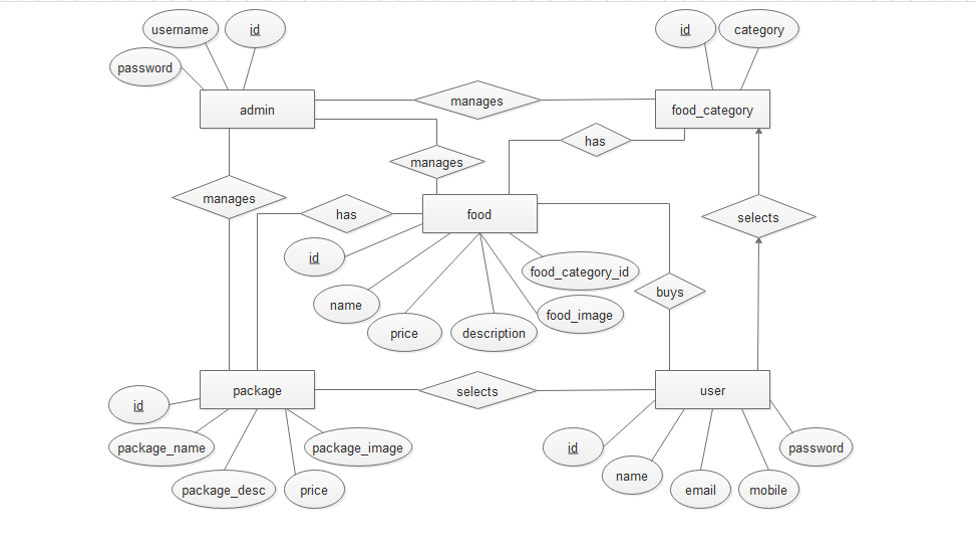 username
id
password
admin
manages
id
category
food_category
has
manages
manages
has
food
selects
id
food_category_id
name
food_image
price
description
buys
package
selects
user
id
package_name
package_image
package_desc
price
id
name
email
mobile
password